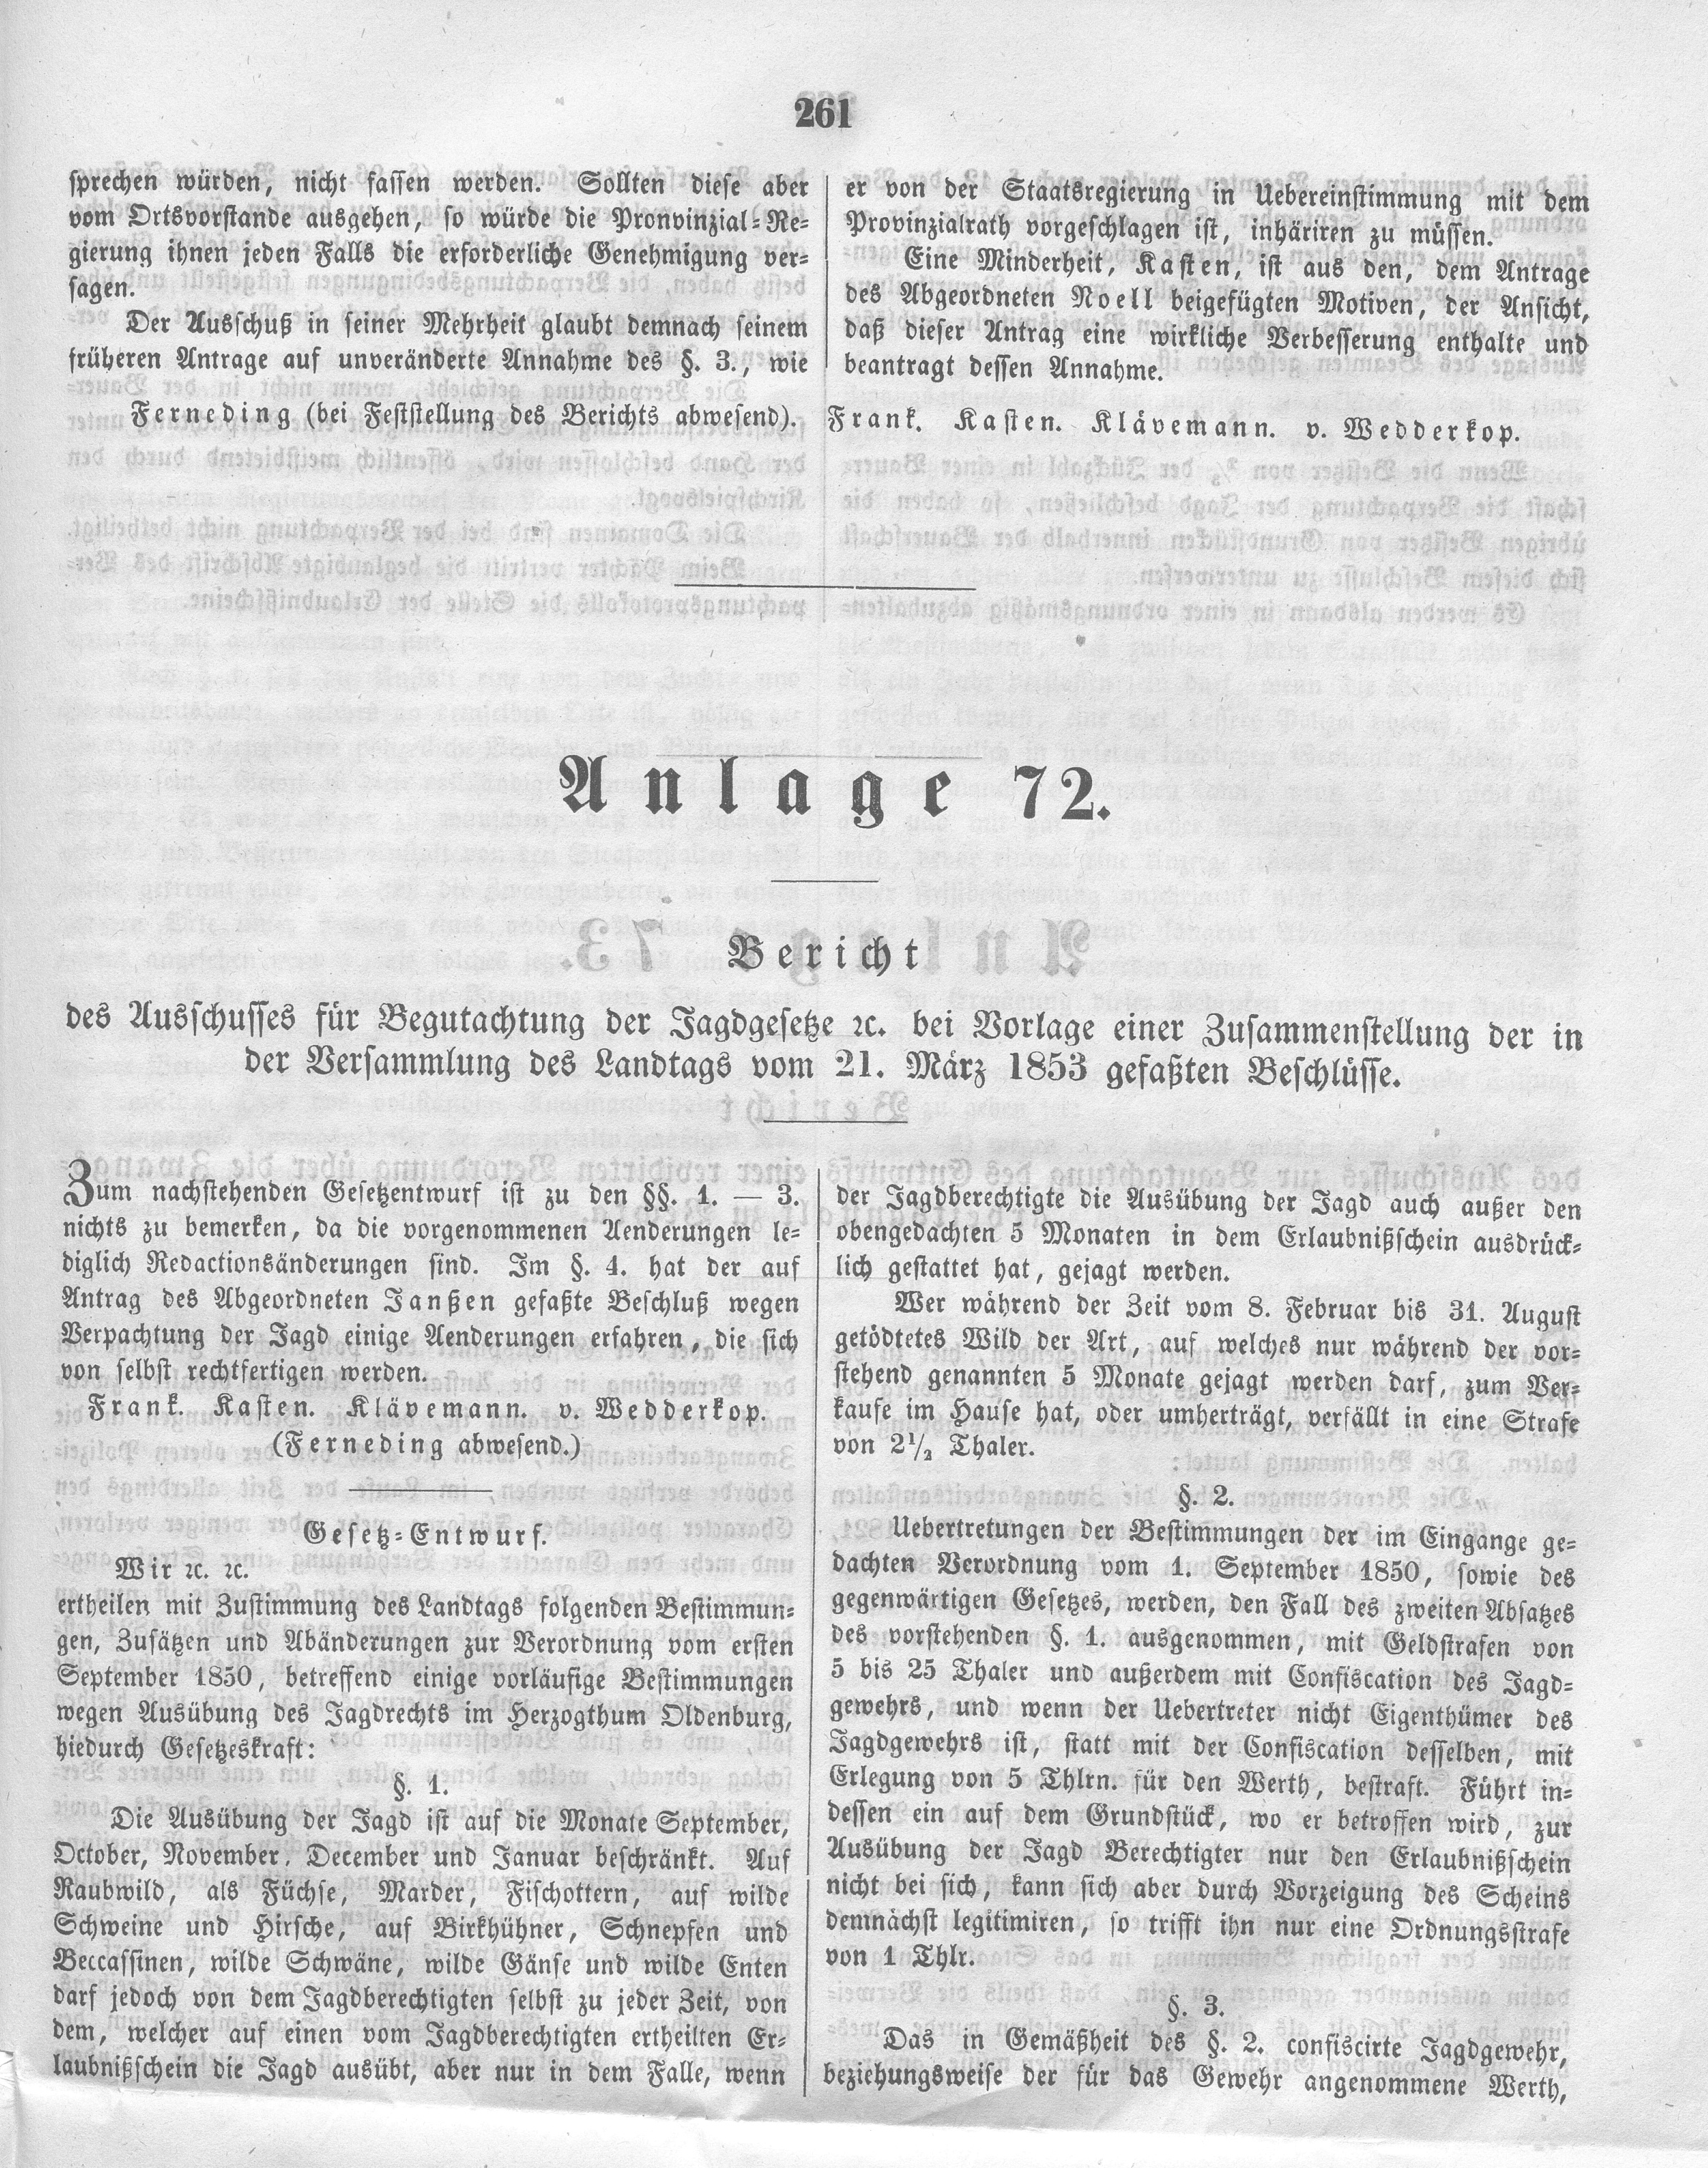 261
sprechen würden, nicht fassen werden. Sollten diese aber
vom Ortsvorstande ausgehen, so würde die Pronvinzial-Re-
gierung ihnen jeden Falls die erforderliche Genehmigung ver-
sagen.
Der Ausschuß in seiner Mehrheit glaubt demnach seinem
früheren Antrage auf unveränderte Annahme des §. 3., wie
er von der Staatsregierung in Uebereinstimmung mit dem
Provinzialrath vorgeschlagen ist, inhäriren zu müssen.
Eine Minderheit, Kasten, ist aus den, dem Antrage
des Abgeordneten Noell beigefügten Motiven, der Ansicht,
daß dieser Antrag eine wirkliche Verbesserung enthalte und
beantragt dessen Annahme.
Ferneding (bei Feststellung des Berichts abwesend). Frank. Kasten. Klävemann. v. Wedderkop.
Anlage 72.
Bericht
des Ausschusses für Begutachtung der Jagdgesetze ꝛc. bei Vorlage einer Zusammenstellung der in
der Versammlung des Landtags vom 21. März 1853 gefaßten Beschlüsse.
Zum nachstehenden Gesetzentwurf ist zu den §§. 1. — 3.
nichts zu bemerken, da die vorgenommenen Aenderungen le-
diglich Redactionsänderungen sind. Im §. 4. hat der auf
Antrag des Abgeordneten Janßen gefaßte Beschluß wegen
Verpachtung der Jagd einige Aenderungen erfahren, die sich
von selbst rechtfertigen werden.
Frank. Kasten. Klävemann. v. Wedderkop.
(Ferneding abwesend.)
Gesetz-Entwurf.
Wir ꝛc. ꝛc.
ertheilen mit Zustimmung des Landtags folgenden Bestimmun-
gen, Zusätzen und Abänderungen zur Verordnung vom ersten
September 1850, betreffend einige vorläufige Bestimmungen
wegen Ausübung des Jagdrechts im Herzogthum Oldenburg,
hiedurch Gesetzeskraft:
§. 1.
Die Ausübung der Jagd ist auf die Monate September,
October, November, December und Januar beschränkt. Auf
Raubwild, als Füchse, Marder, Fischottern, auf wilde
Schweine und Hirsche, auf Birkhühner, Schnepfen und
Beccassinen, wilde Schwäne, wilde Gänse und wilde Enten
darf jedoch von dem Jagdberechtigten selbst zu jeder Zeit, von
dem, welcher auf einen vom Jagdberechtigten ertheilten Er-
laubnißschein die Jagd ausübt, aber nur in dem Falle, wenn
der Jagdberechtigte die Ausübung der Jagd auch außer den
obengedachten 5 Monaten in dem Erlaubnißschein ausdrück-
lich gestattet hat, gejagt werden.
Wer während der Zeit vom 8. Februar bis 31. August
getödtetes Wild der Art, auf welches nur während der vor-
stehend genannten 5 Monate gejagt werden darf, zum Ver-
kaufe im Hause hat, oder umherträgt, verfällt in eine Strafe
von 2 1/2 Thaler.
§. 2.
Uebertretungen der Bestimmungen der im Eingange ge-
dachten Verordnung vom 1. September 1850, sowie des
gegenwärtigen Gesetzes, werden, den Fall des zweiten Absatzes
des vorstehenden §. 1. ausgenommen, mit Geldstrafen von
5 bis 25 Thaler und außerdem mit Confiscation des Jagd-
gewehrs, und wenn der Uebertreter nicht Eigenthümer des
Jagdgewehrs ist, statt mit der Confiscation desselben, mit
Erlegung von 5 Thlrn. für den Werth, bestraft. Führt in-
dessen ein auf dem Grundstück, wo er betroffen wird, zur
Ausübung der Jagd Berechtigter nur den Erlaubnißschein
nicht bei sich, kann sich aber durch Vorzeigung des Scheins
demnächst legitimiren, so trifft ihn nur eine Ordnungsstrafe
von 1 Thlr.
§. 3.
Das in Gemäßheit des §. 2. confiscirte Jagdgewehr,
beziehungsweise der für das Gewehr angenommene Werth,